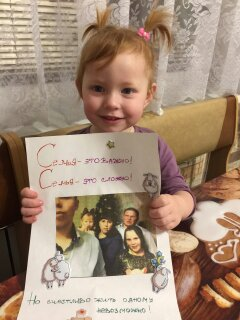 Семья - это важно!
Семья - это сложно!
Но счастливо жить одному
невозможно!